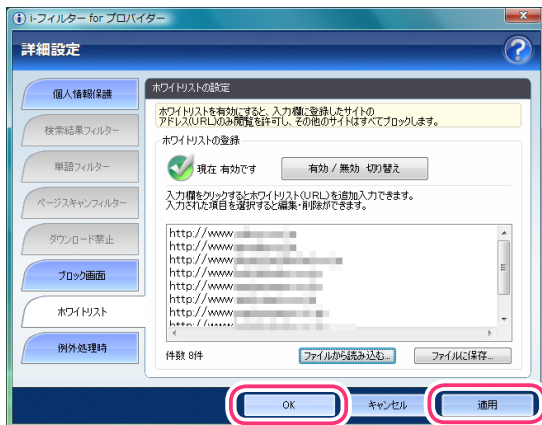 i-フィルター for プロバイダー
詳細設定
?
個人情報保護
検索結果フィルター
単語フィルター
ページスキャンフィルター
ダウンロード禁止
ブロック画面
ホワイトリスト
例外処理時
ホワイトリストの設定
ホワイトリストを有効にすると、入力欄に登録したサイトの
アドレス(URL)のみ閲覧を許可し、その他のサイトはすべてブロックします。
ホワイトリストの登録
現在 有効です
有効 / 無効 切り替え
入力欄をクリックするとホワイトリスト(URL)を追加入力できます。
入力された項目を選択すると編集・削除ができます。
http://www
http://www
http://www
http://www
http://www
http://www
http://www
http://www
件数 8件
ファイルから読み込む...
ファイルに保存...
OK
キャンセル
適用